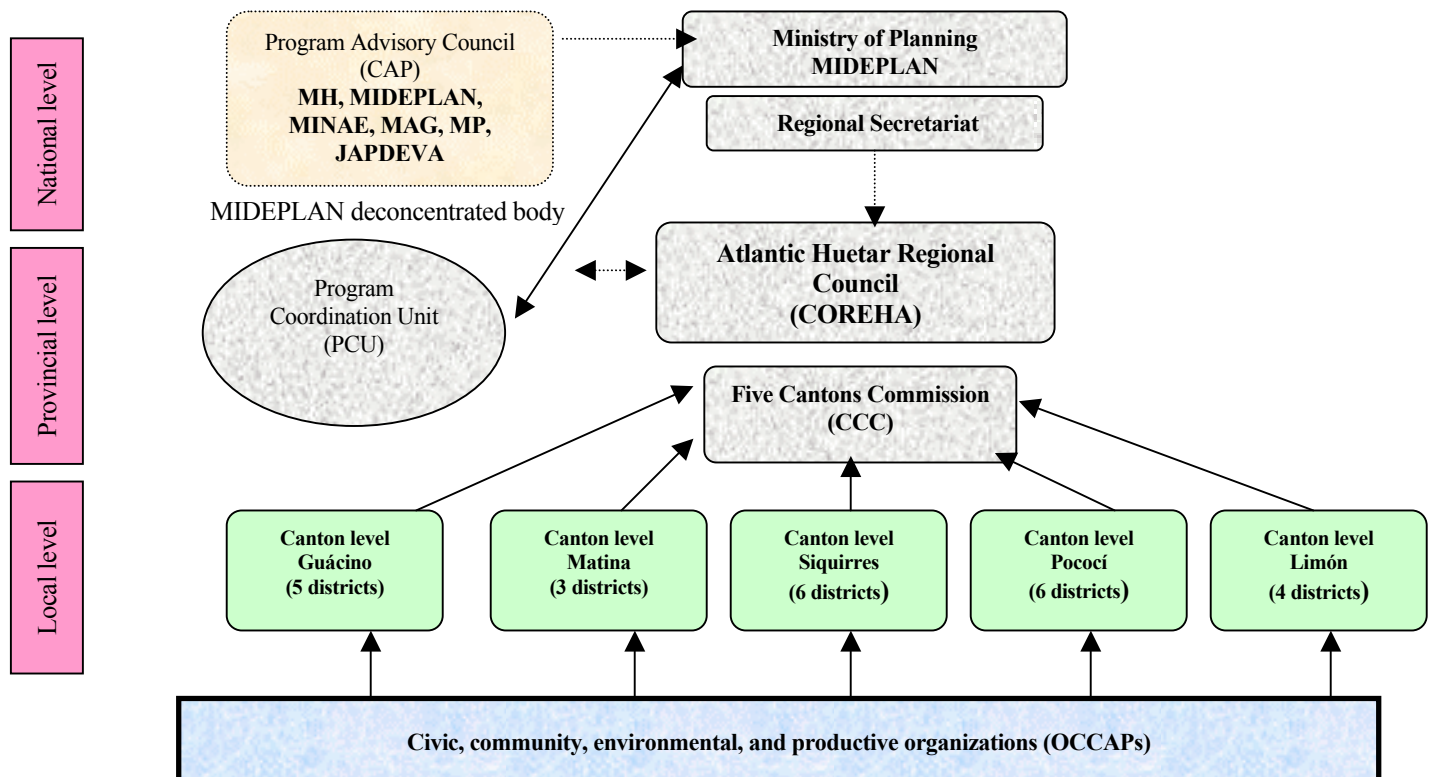 National level
Program Advisory Council
(CAP)
MH, MIDEPLAN,
MINAE, MAG, MP,
JAPDEVA
Ministry of Planning
MIDEPLAN
Regional Secretariat
MIDEPLAN deconcentrated body
Provincial level
Program
Coordination Unit
(PCU)
Atlantic Huetar Regional
Council
(COREHA)
Five Cantons Commission
(CCC)
Local level
Canton level
Guácino
(5 districts)
Canton level
Matina
(3 districts)
Canton level
Siquirres
(6 districts)
Canton level
Pococí
(6 districts)
Canton level
Limón
(4 districts)
Civic, community, environmental, and productive organizations (OCCAPs)